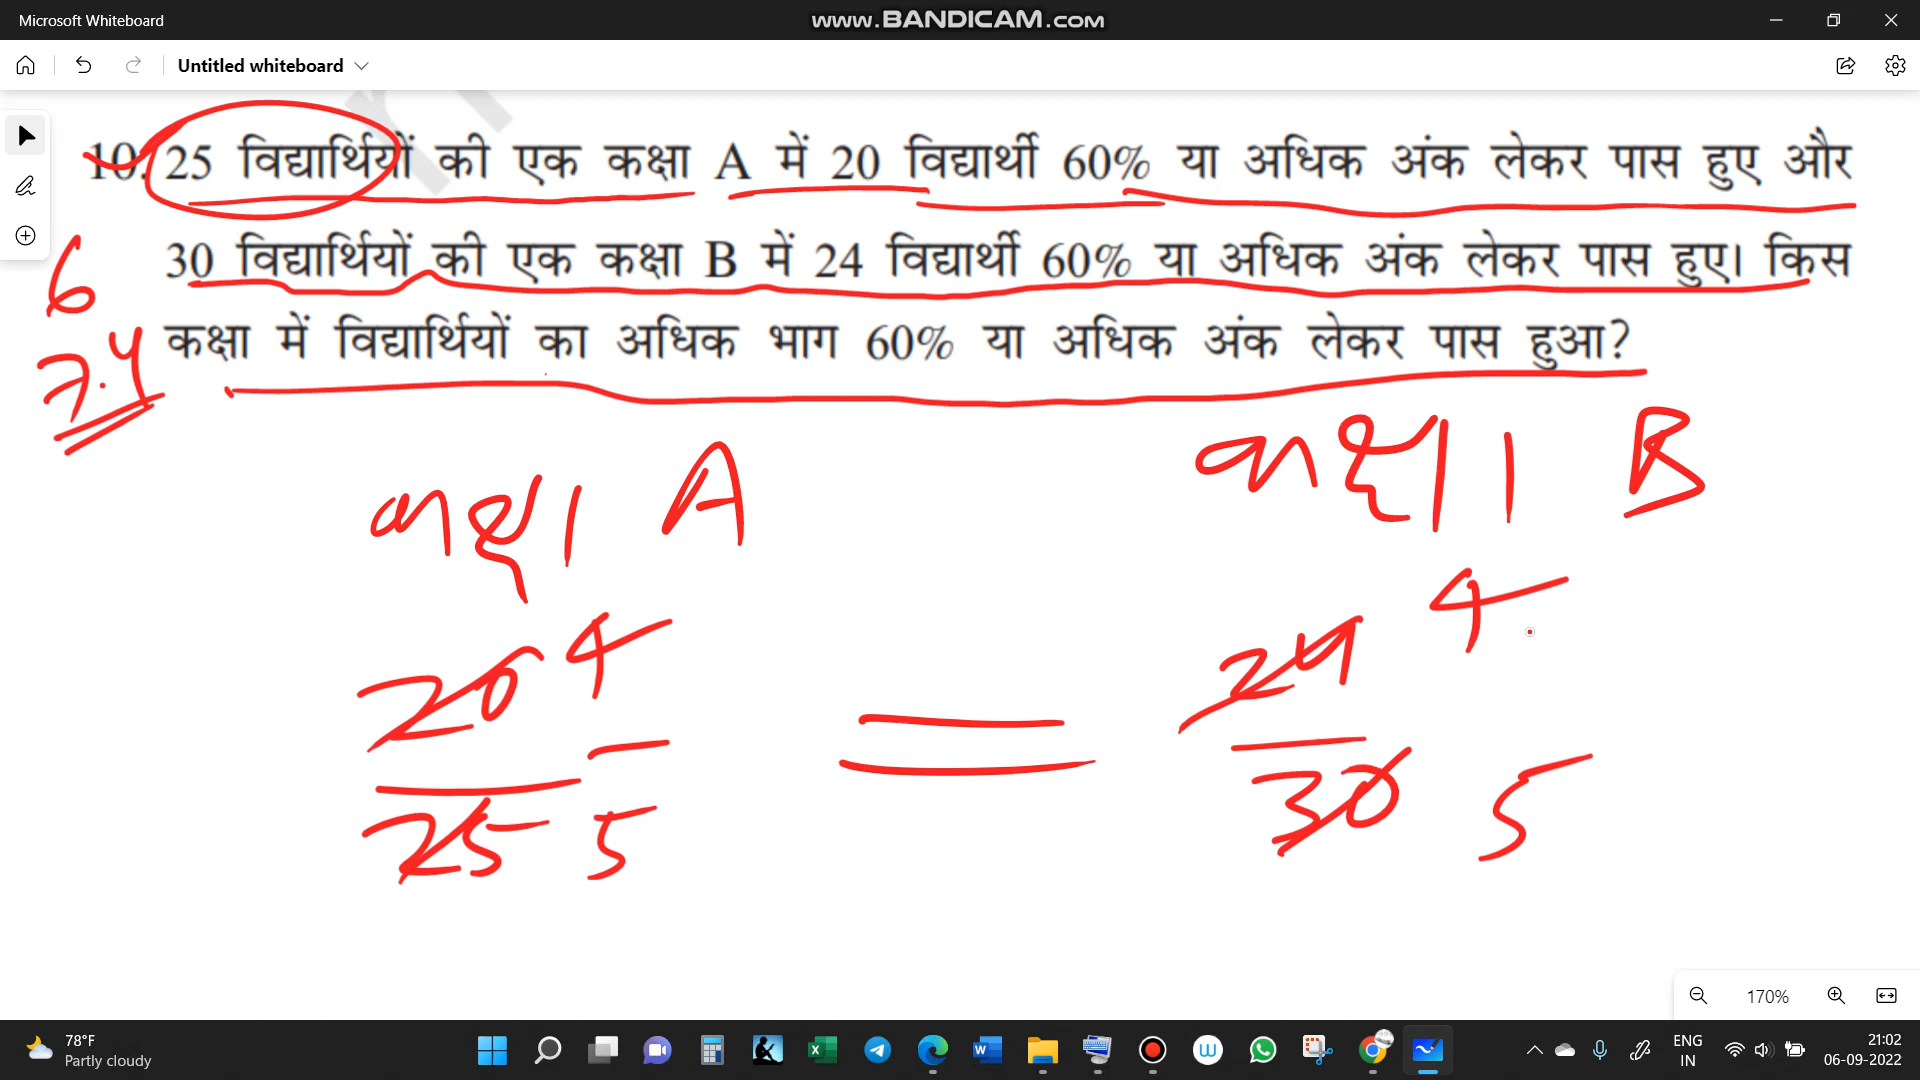 Microsoft Whiteboard
www.BANDICAM.com
Untitled whiteboard
10. 25 विद्यार्थियों की एक कक्षा A में 20 विद्यार्थी 60% या अधिक अंक लेकर पास हुए और
30 विद्यार्थियों की एक कक्षा B में 24 विद्यार्थी 60% या अधिक अंक लेकर पास हुए। किस
कक्षा में विद्यार्थियों का अधिक भाग 60% या अधिक अंक लेकर पास हुआ?
6
7.4
कक्षा A
कक्षा B
20 4
25 5
=
24 4
30 5
170%
78°F
Partly cloudy
ENG
IN
21:02
06-09-2022